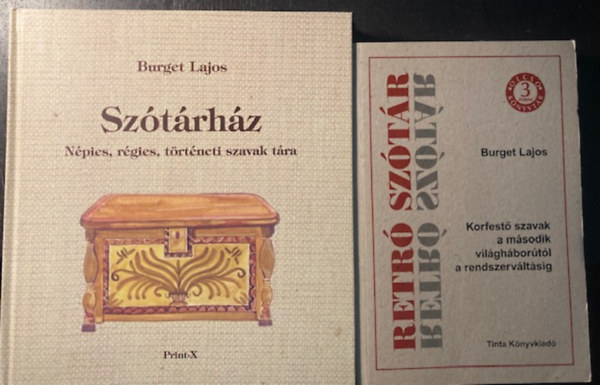 Burget Lajos
Szótárház
Népies, régies, történeti szavak tára
Print-X
RETRÓ SZÓTÁR
RETRÓ SZÓTÁR
3
KÖNYVTÁR
Burget Lajos
Korfestő szavak
a második
világháborútól
a rendszerváltásig
Tinta Könyvkiadó